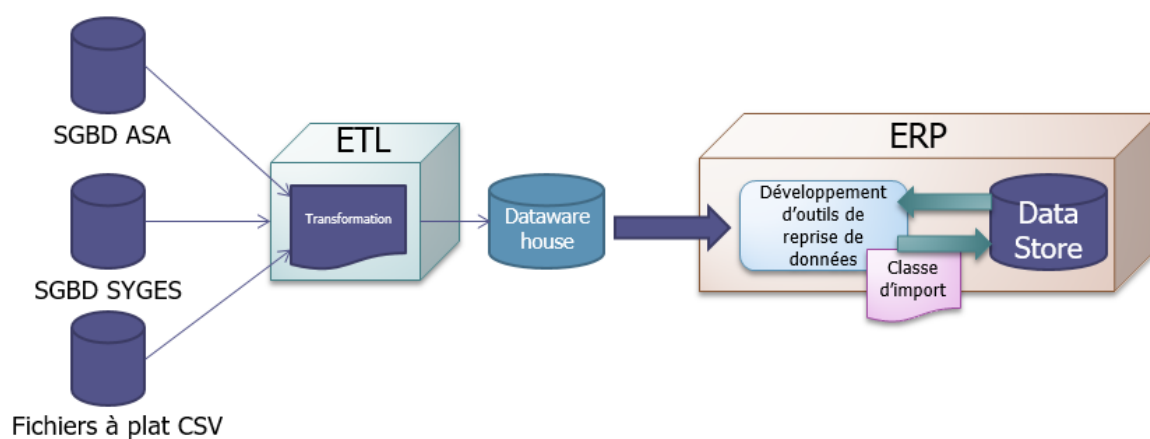 SGBD ASA
SGBD SYGES
Fichiers à plat CSV
ETL
Transformation
Dataware
house
ERP
Développement
d'outils de
reprise de
données
Classe
d'import
Data
Store